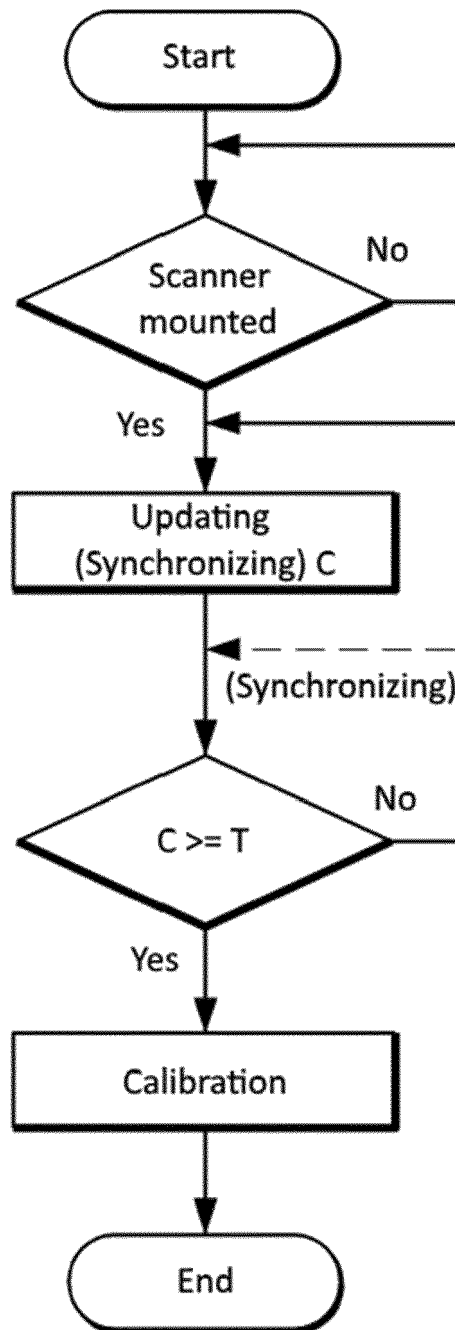 Start
No
Scanner
mounted
Yes
Updating
(Synchronizing) C
(Synchronizing)
No
C >= T
Yes
Calibration
End